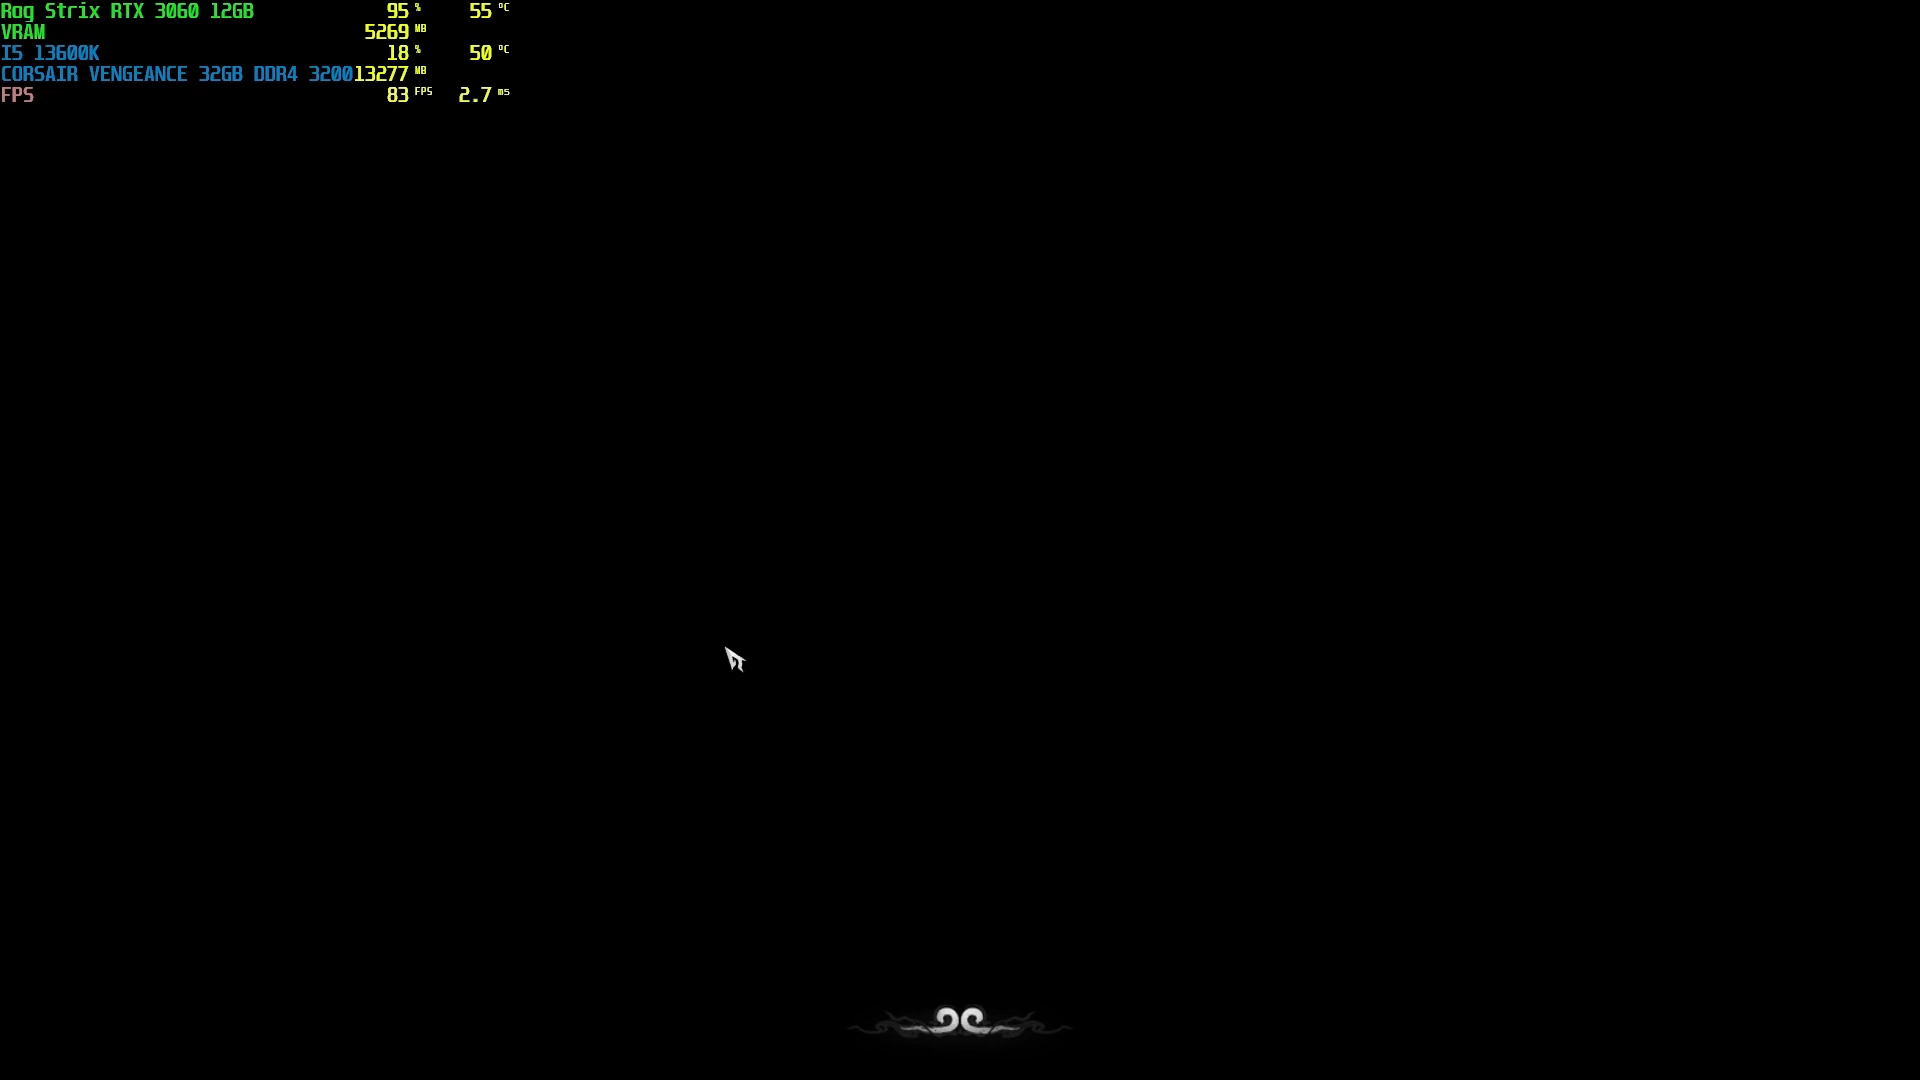 Rog Strix RTX 3060 12GB 95 % 55 °C
VRAM 5269 MB
I5 13600K 18 % 50 °C
CORSAIR VENGEANCE 32GB DDR4 3200 13277 MB
FPS 83 FPS 2.7 ms